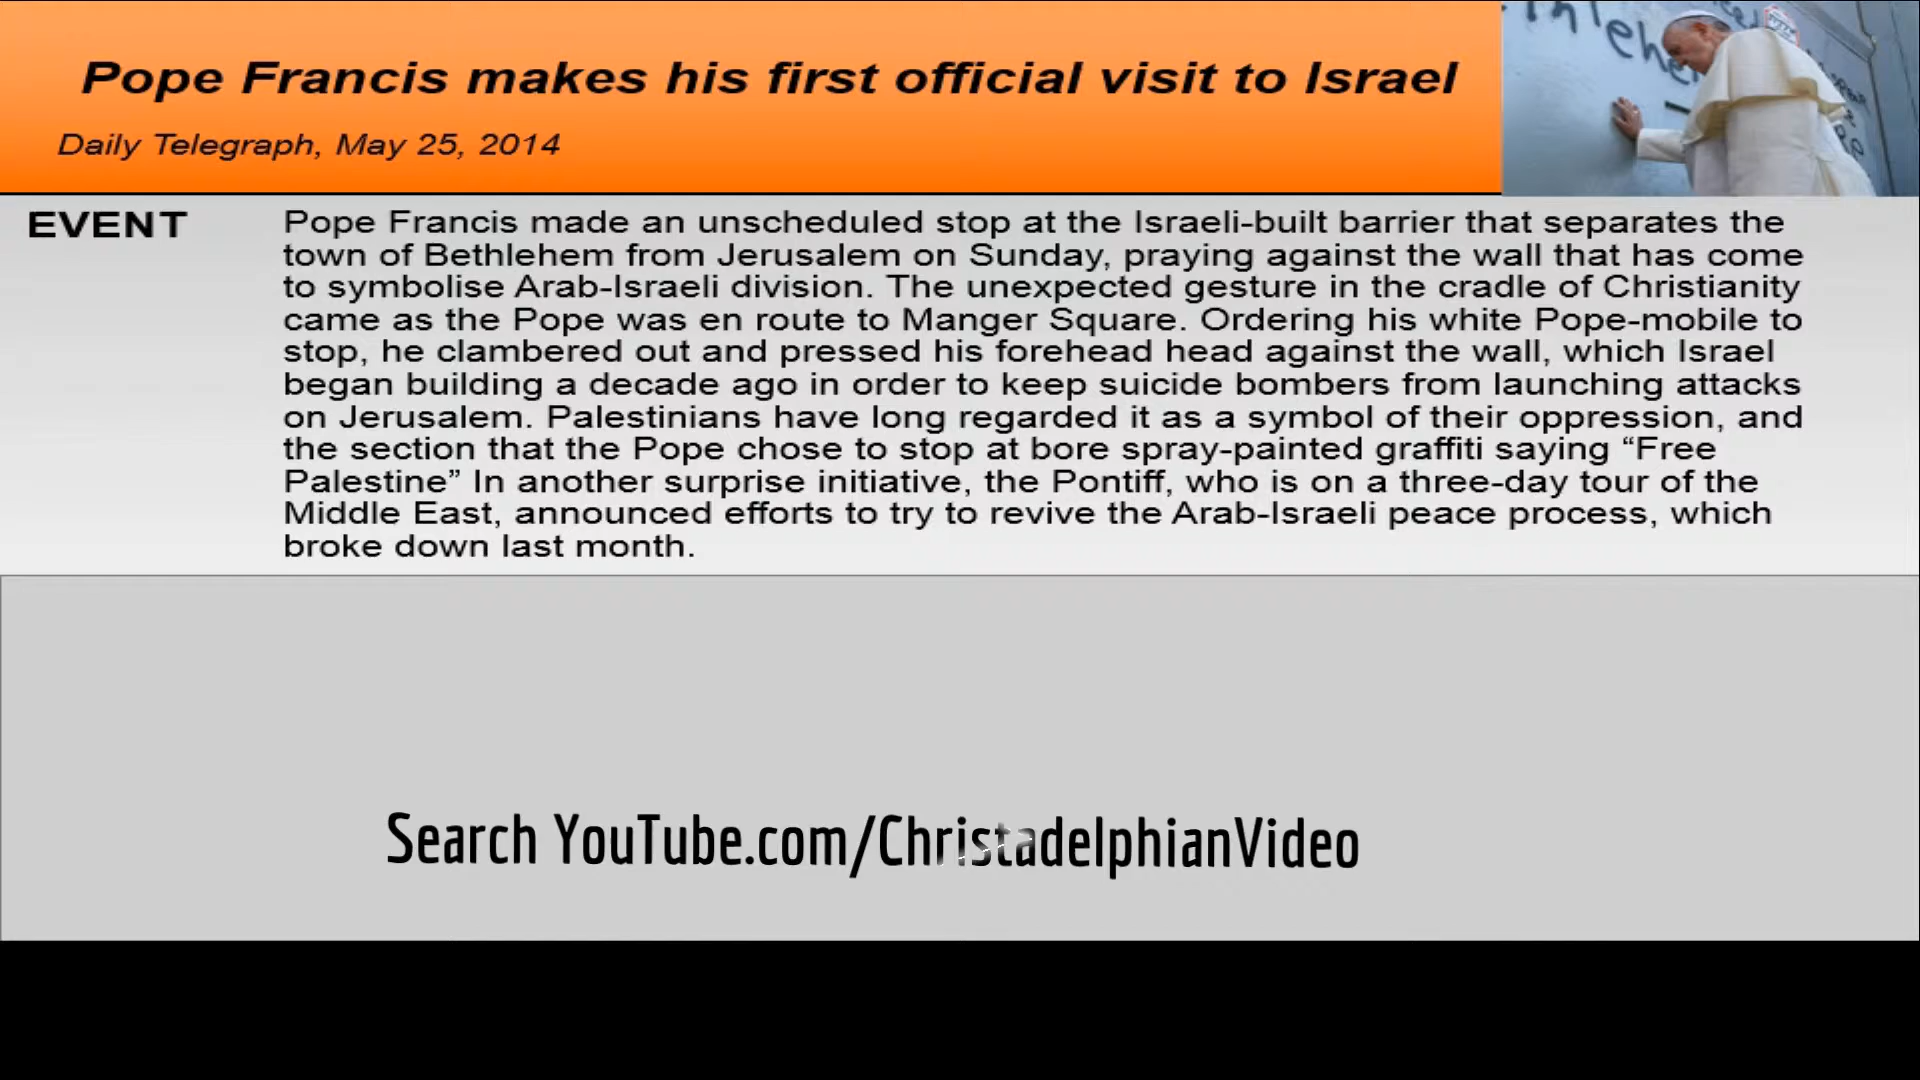 Pope Francis makes his first official visit to Israel
Daily Telegraph, May 25, 2014
EVENT
Pope Francis made an unscheduled stop at the Israeli-built barrier that separates the
town of Bethlehem from Jerusalem on Sunday, praying against the wall that has come
to symbolise Arab-Israeli division. The unexpected gesture in the cradle of Christianity
came as the Pope was en route to Manger Square. Ordering his white Pope-mobile to
stop, he clambered out and pressed his forehead head against the wall, which Israel
began building a decade ago in order to keep suicide bombers from launching attacks
on Jerusalem. Palestinians have long regarded it as a symbol of their oppression, and
the section that the Pope chose to stop at bore spray-painted graffiti saying “Free
Palestine” In another surprise initiative, the Pontiff, who is on a three-day tour of the
Middle East, announced efforts to try to revive the Arab-Israeli peace process, which
broke down last month.
Search YouTube.com/ChristadelphianVideo